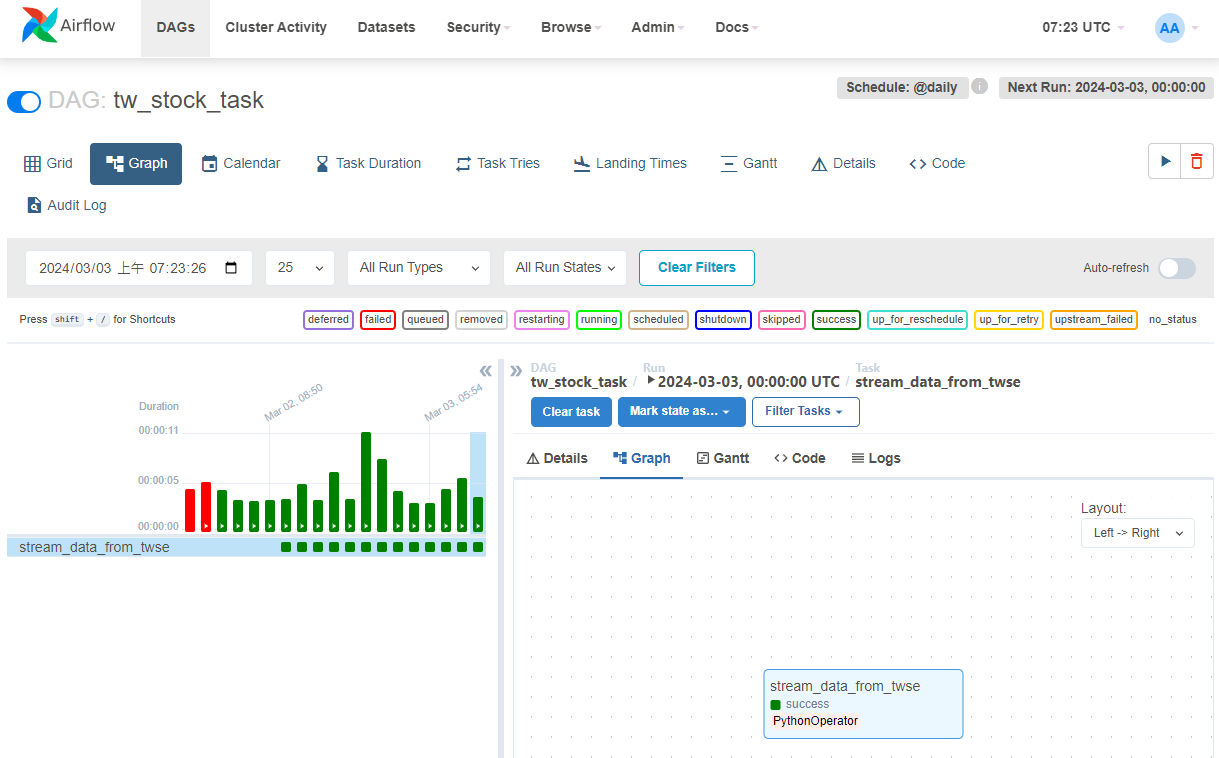 Airflow DAGs Cluster Activity Datasets Security Browse Admin Docs 07:23 UTC AA
DAG: tw_stock_task Schedule: @daily i Next Run: 2024-03-03, 00:00:00
Grid Graph Calendar Task Duration Task Tries Landing Times Gantt Details <> Code
Audit Log
2024/03/03 上午 07:23:26 25 All Run Types All Run States Clear Filters Auto-refresh
Press shift + / for Shortcuts deferred failed queued removed restarting running scheduled shutdown skipped success up_for_reschedule up_for_retry upstream_failed no_status
DAG Run Task
tw_stock_task / 2024-03-03, 00:00:00 UTC / stream_data_from_twse
Clear task Mark state as... Filter Tasks
Details Graph Gantt <> Code Logs
Mar 02, 08:50 Mar 03, 05:54
Duration
00:00:11
00:00:05
00:00:00
stream_data_from_twse
Layout:
Left -> Right
stream_data_from_twse
success
PythonOperator